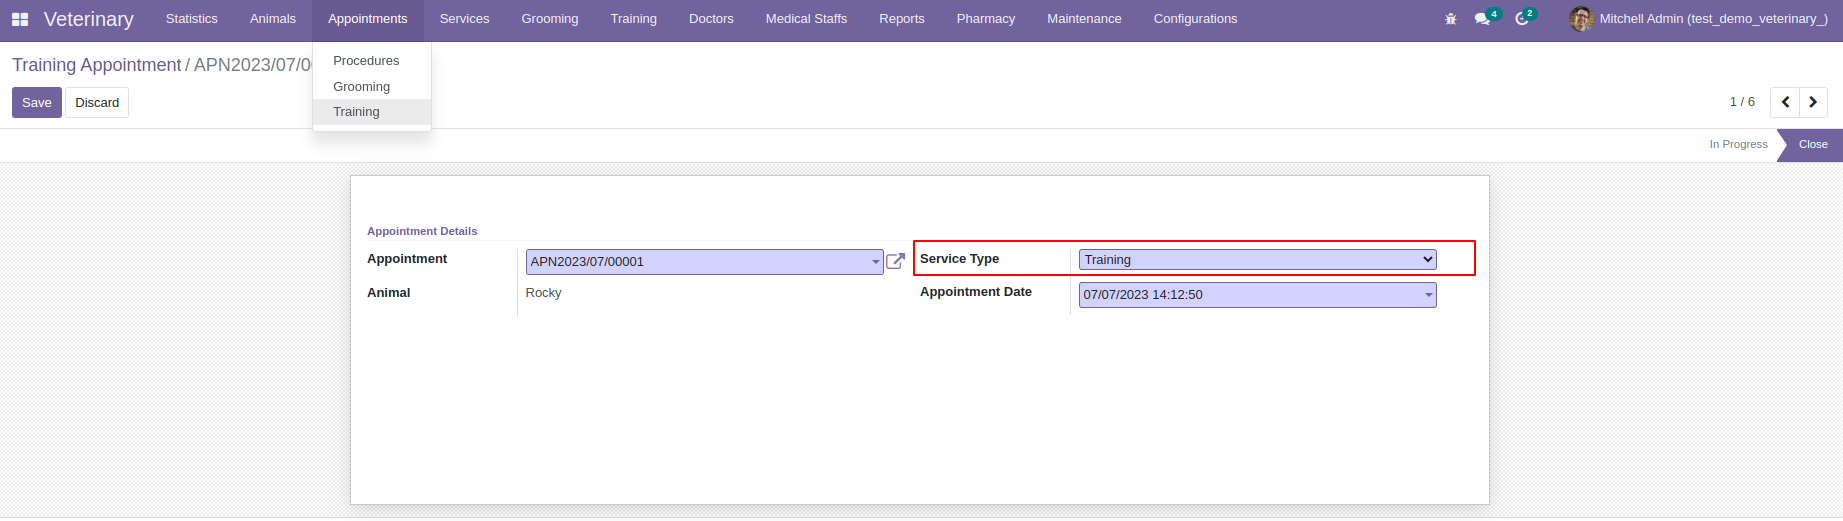 Veterinary Statistics Animals Appointments Services Grooming Training Doctors Medical Staffs Reports Pharmacy Maintenance Configurations 4 2 Mitchell Admin (test_demo_veterinary_)
Procedures
Grooming
Training
Training Appointment / APN2023/07/0
Save Discard 1 / 6
In Progress Close
Appointment Details
Appointment APN2023/07/00001 Service Type Training
Animal Rocky Appointment Date 07/07/2023 14:12:50